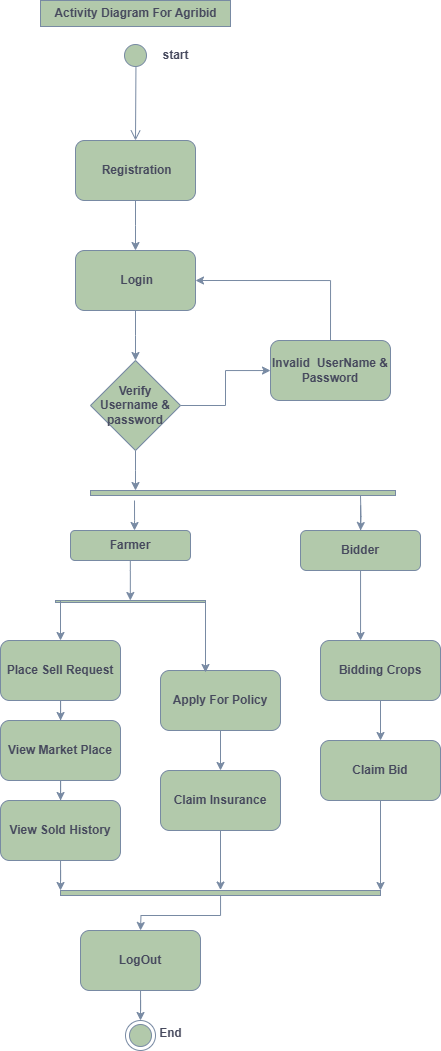 Activity Diagram For Agribid
start
Registration
Login
Invalid UserName &
Password
Verify
Username &
password
Farmer
Bidder
Place Sell Request
Apply For Policy
Bidding Crops
View Market Place
Claim Insurance
Claim Bid
View Sold History
LogOut
End